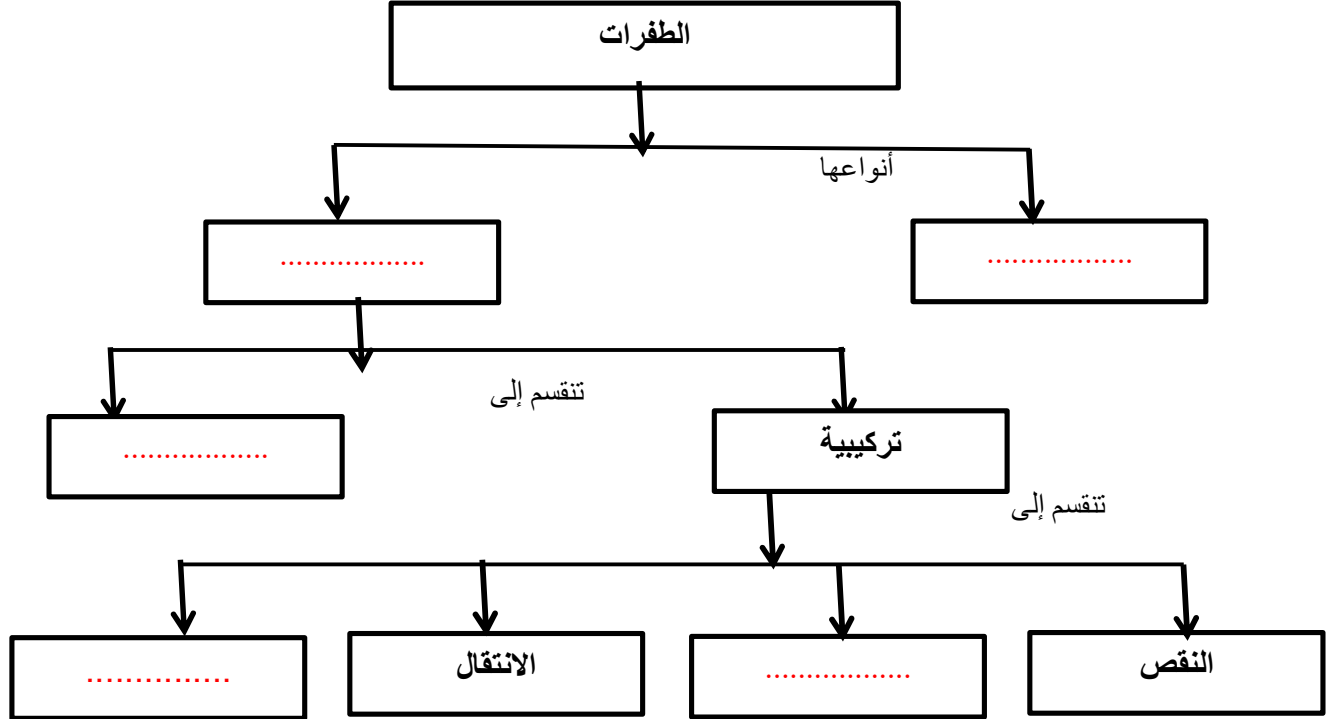 الطفرات
أنواعها
.................
.................
تنقسم إلى
تركيبية
.................
تنقسم إلى
النقص
.................
الانتقال
...............